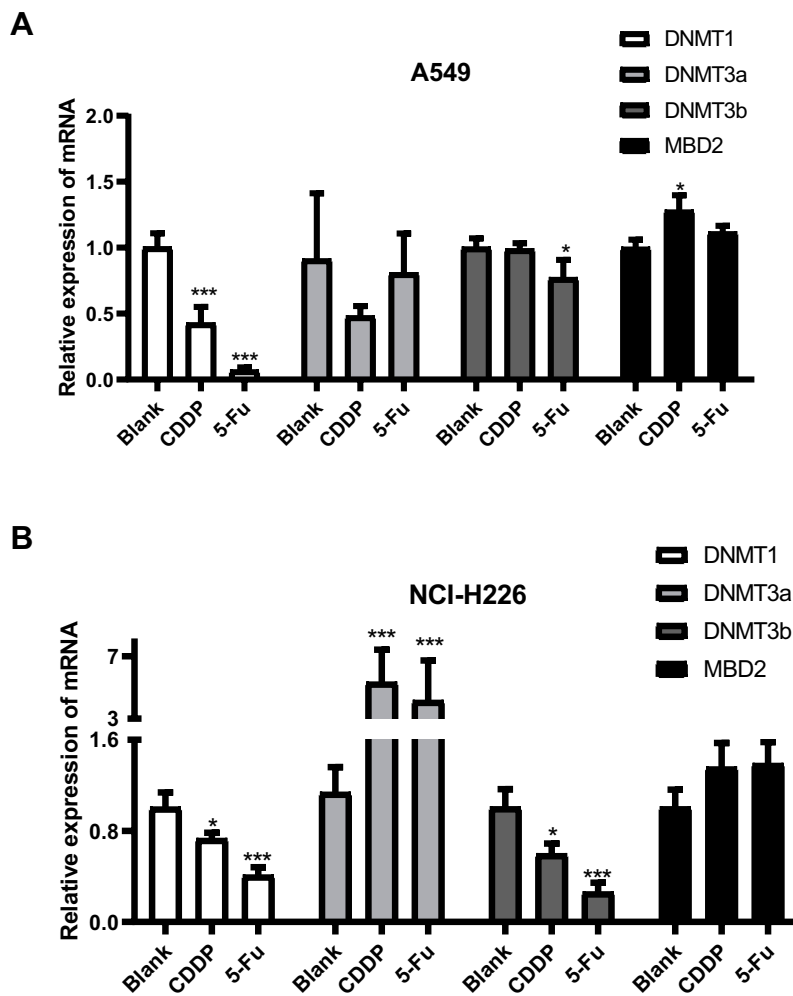 A
DNMT1
DNMT3a
DNMT3b
MBD2
A549
Relative expression of mRNA
2.0
1.5
1.0
0.5
0.0
***
***
*
*
Blank
CDDP
5-Fu
Blank
CDDP
5-Fu
Blank
CDDP
5-Fu
Blank
CDDP
5-Fu
B
DNMT1
DNMT3a
DNMT3b
MBD2
NCI-H226
Relative expression of mRNA
7
3
1.6
0.8
0.0
*
***
***
***
*
***
Blank
CDDP
5-Fu
Blank
CDDP
5-Fu
Blank
CDDP
5-Fu
Blank
CDDP
5-Fu